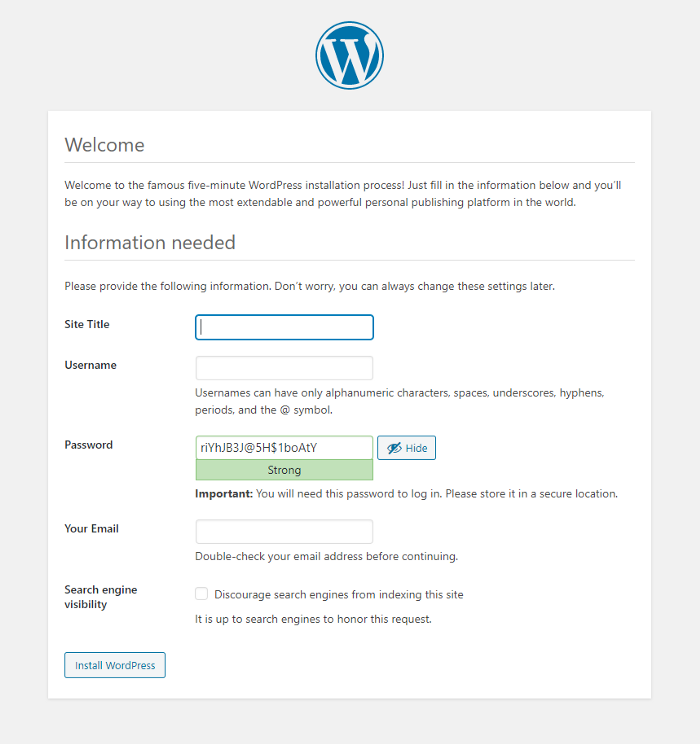 Welcome
Welcome to the famous five-minute WordPress installation process! Just fill in the information below and you’ll
be on your way to using the most extendable and powerful personal publishing platform in the world.
Information needed
Please provide the following information. Don’t worry, you can always change these settings later.
Site Title
Username
Usernames can have only alphanumeric characters, spaces, underscores, hyphens,
periods, and the @ symbol.
Password
riYhJB3J@5H$1boAtY
Hide
Strong
Important: You will need this password to log in. Please store it in a secure location.
Your Email
Double-check your email address before continuing.
Search engine
visibility
Discourage search engines from indexing this site
It is up to search engines to honor this request.
Install WordPress